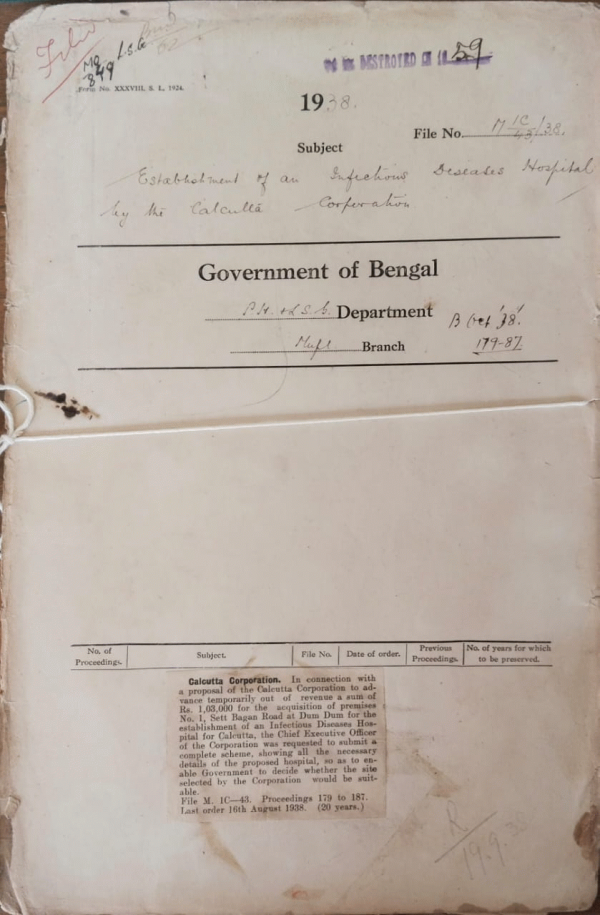 Filed
L.S.G
Mg
849
Form No. XXXVIII, S. L., 1924.
TO BE DESTROYED IN 19 59
1938.
File No. M 1C/43/38.
Subject
Establishment of an Infectious Diseases Hospital
by the Calcutta Corporation
Government of Bengal
P.H. & L.S.G. Department
B Oct '38'.
Mupl Branch
179-87
No. of Proceedings. Subject. File No. Date of order. Previous Proceedings. No. of years for which to be preserved.
Calcutta Corporation. In connection with
a proposal of the Calcutta Corporation to ad-
vance temporarily out of revenue a sum of
Rs. 1,03,000 for the acquisition of premises
No. 1, Sett Bagan Road at Dum Dum for the
establishment of an Infectious Diseases Hos-
pital for Calcutta, the Chief Executive Officer
of the Corporation was requested to submit a
complete scheme, showing all the necessary
details of the proposed hospital, so as to en-
able Government to decide whether the site
selected by the Corporation would be suit-
able.
File M. 1C—43. Proceedings 179 to 187.
Last order 16th August 1938. (20 years.)
R
19.9.38